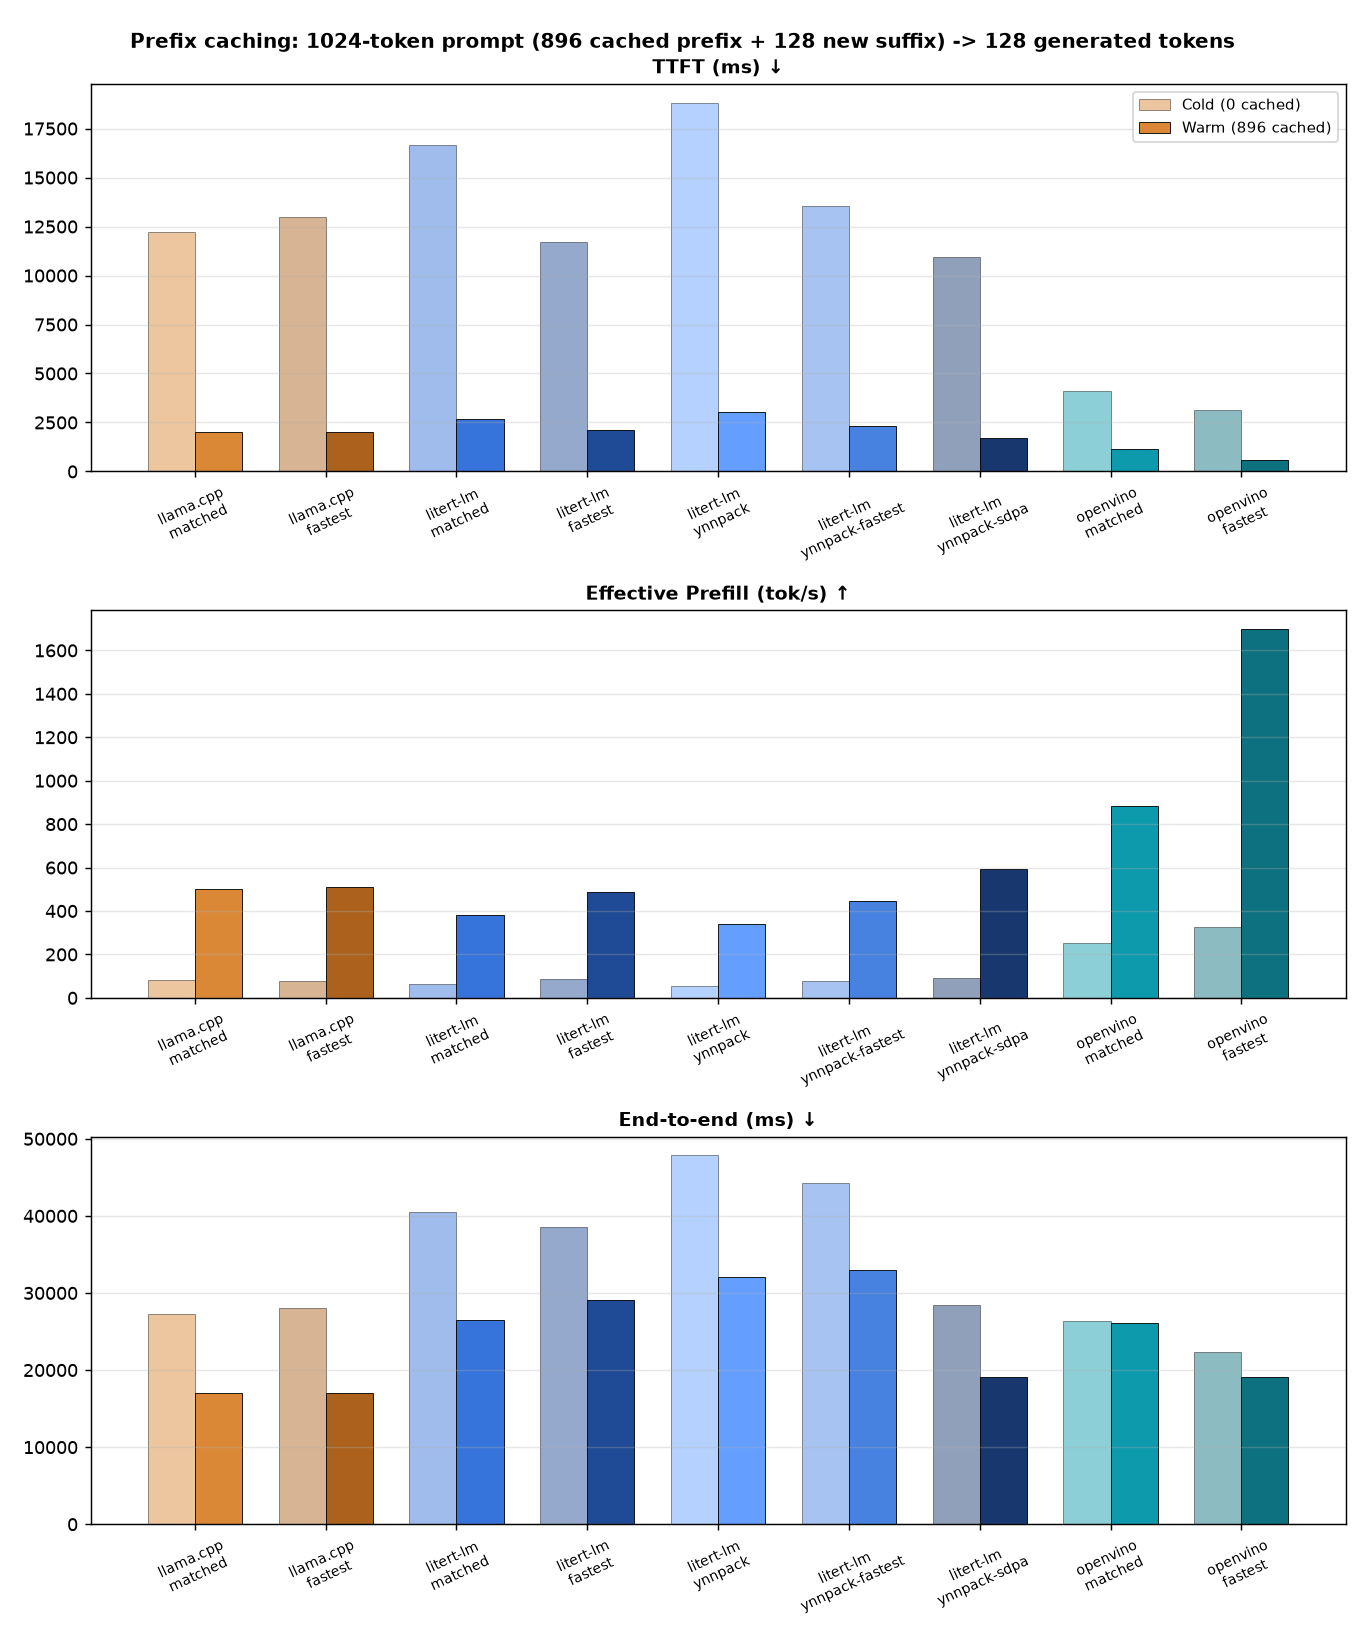 Prefix caching: 1024-token prompt (896 cached prefix + 128 new suffix) -> 128 generated tokens
TTFT (ms) ↓
Cold (0 cached)
Warm (896 cached)
17500
15000
12500
10000
7500
5000
2500
0
llama.cpp
matched
llama.cpp
fastest
litert-lm
matched
litert-lm
fastest
litert-lm
ynnpack
litert-lm
ynnpack-fastest
litert-lm
ynnpack-sdpa
openvino
matched
openvino
fastest
Effective Prefill (tok/s) ↑
1600
1400
1200
1000
800
600
400
200
0
llama.cpp
matched
llama.cpp
fastest
litert-lm
matched
litert-lm
fastest
litert-lm
ynnpack
litert-lm
ynnpack-fastest
litert-lm
ynnpack-sdpa
openvino
matched
openvino
fastest
End-to-end (ms) ↓
50000
40000
30000
20000
10000
0
llama.cpp
matched
llama.cpp
fastest
litert-lm
matched
litert-lm
fastest
litert-lm
ynnpack
litert-lm
ynnpack-fastest
litert-lm
ynnpack-sdpa
openvino
matched
openvino
fastest